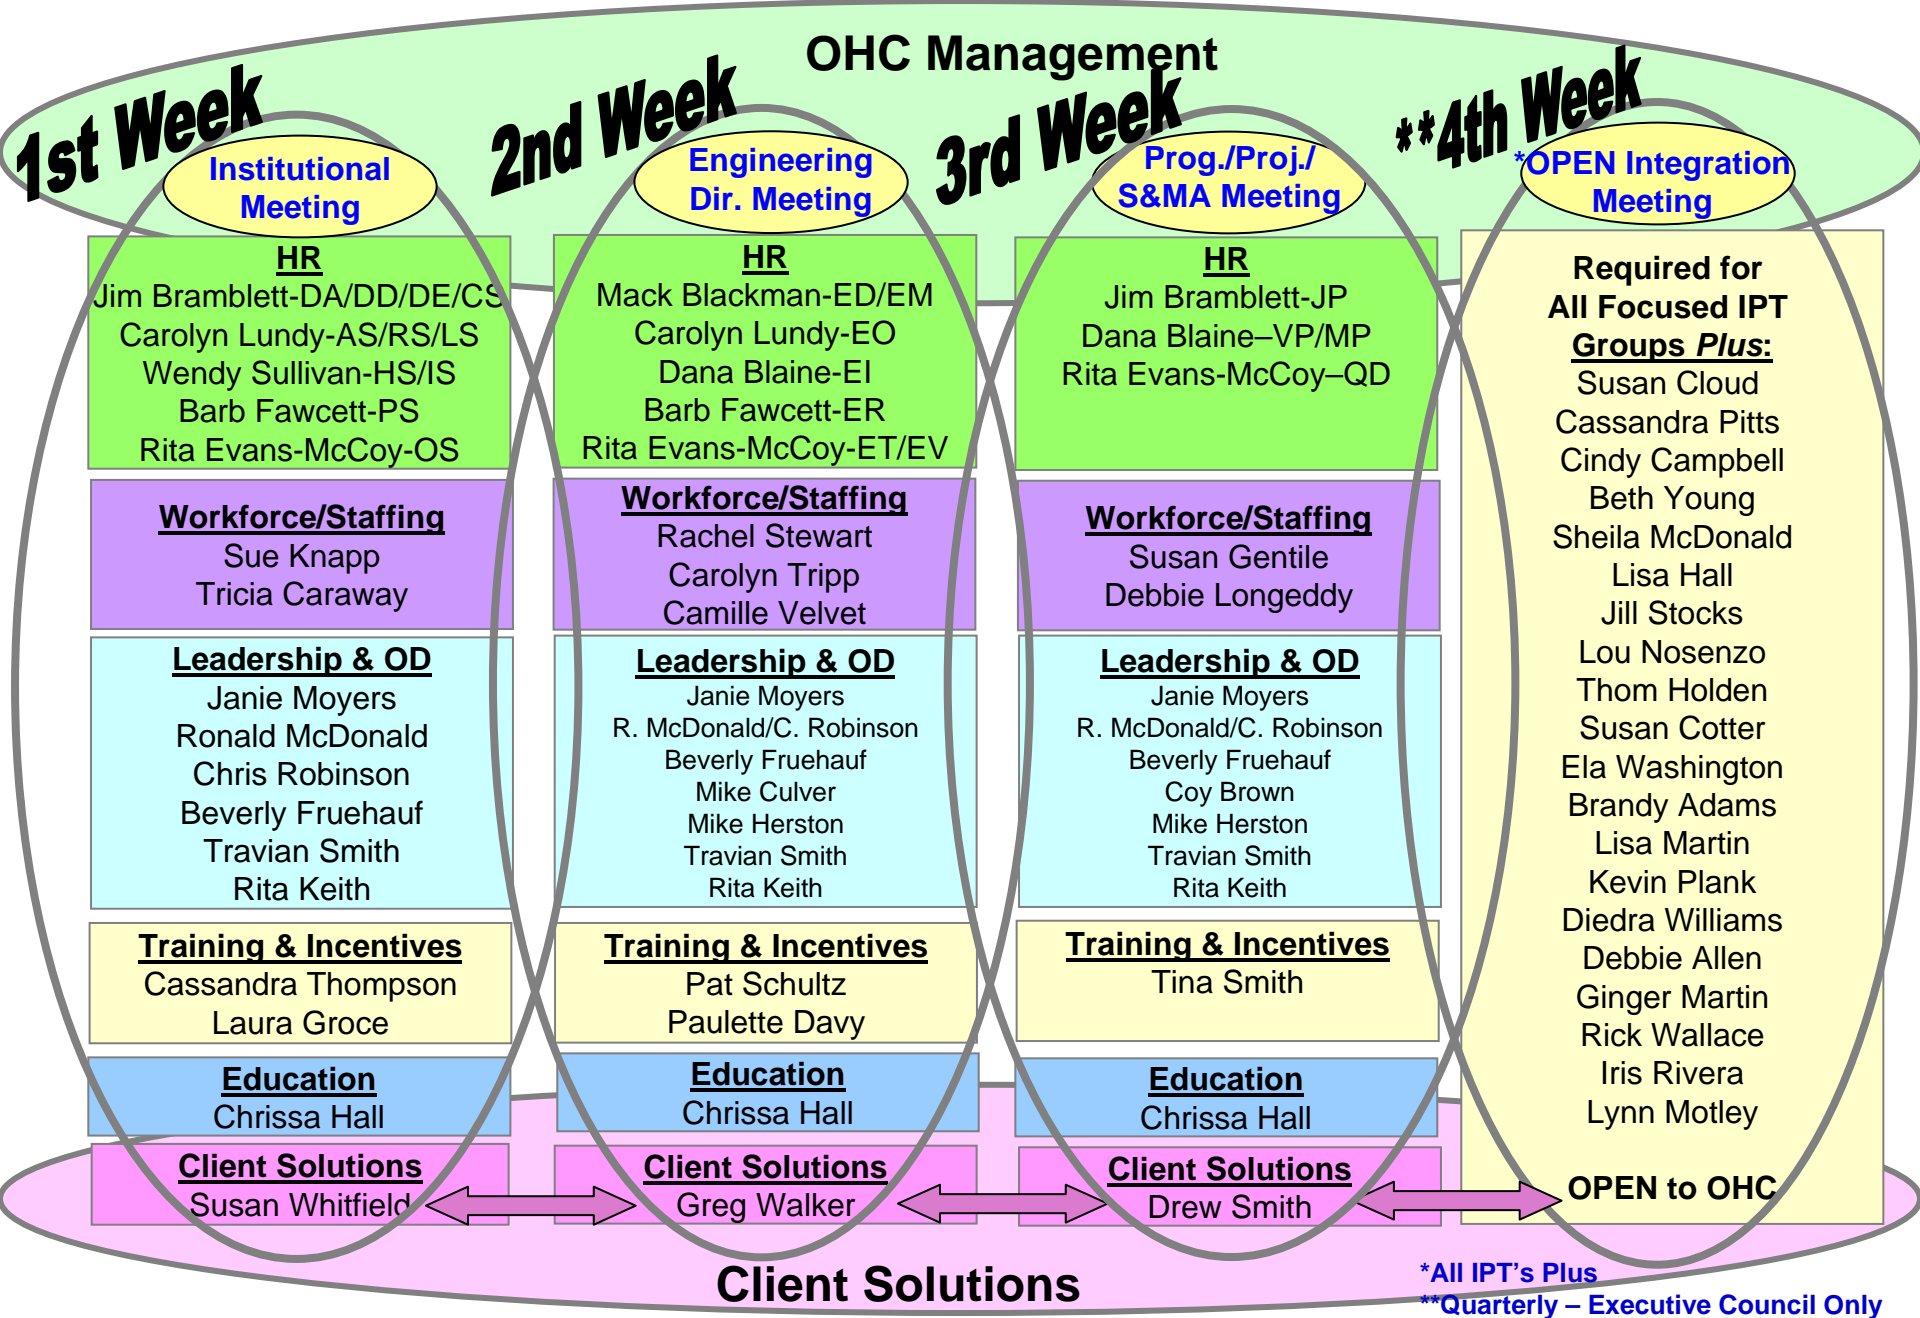 OHC Management
1st Week
2nd Week
3rd Week
**4th Week
Institutional
Meeting
HR
Jim Bramblett-DA/DD/DE/CS
Carolyn Lundy-AS/RS/LS
Wendy Sullivan-HS/IS
Barb Fawcett-PS
Rita Evans-McCoy-OS
Workforce/Staffing
Sue Knapp
Tricia Caraway
Leadership & OD
Janie Moyers
Ronald McDonald
Chris Robinson
Beverly Fruehauf
Travian Smith
Rita Keith
Training & Incentives
Cassandra Thompson
Laura Groce
Education
Chrissa Hall
Client Solutions
Susan Whitfield
Engineering
Dir. Meeting
HR
Mack Blackman-ED/EM
Carolyn Lundy-EO
Dana Blaine-EI
Barb Fawcett-ER
Rita Evans-McCoy-ET/EV
Workforce/Staffing
Rachel Stewart
Carolyn Tripp
Camille Velvet
Leadership & OD
Janie Moyers
R. McDonald/C. Robinson
Beverly Fruehauf
Mike Culver
Mike Herston
Travian Smith
Rita Keith
Training & Incentives
Pat Schultz
Paulette Davy
Education
Chrissa Hall
Client Solutions
Greg Walker
Prog./Proj./
S&MA Meeting
HR
Jim Bramblett-JP
Dana Blaine–VP/MP
Rita Evans-McCoy–QD
Workforce/Staffing
Susan Gentile
Debbie Longeddy
Leadership & OD
Janie Moyers
R. McDonald/C. Robinson
Beverly Fruehauf
Coy Brown
Mike Herston
Travian Smith
Rita Keith
Training & Incentives
Tina Smith
Education
Chrissa Hall
Client Solutions
Drew Smith
*OPEN Integration
Meeting
Required for
All Focused IPT
Groups Plus:
Susan Cloud
Cassandra Pitts
Cindy Campbell
Beth Young
Sheila McDonald
Lisa Hall
Jill Stocks
Lou Nosenzo
Thom Holden
Susan Cotter
Ela Washington
Brandy Adams
Lisa Martin
Kevin Plank
Diedra Williams
Debbie Allen
Ginger Martin
Rick Wallace
Iris Rivera
Lynn Motley
OPEN to OHC
Client Solutions
*All IPT’s Plus
**Quarterly – Executive Council Only